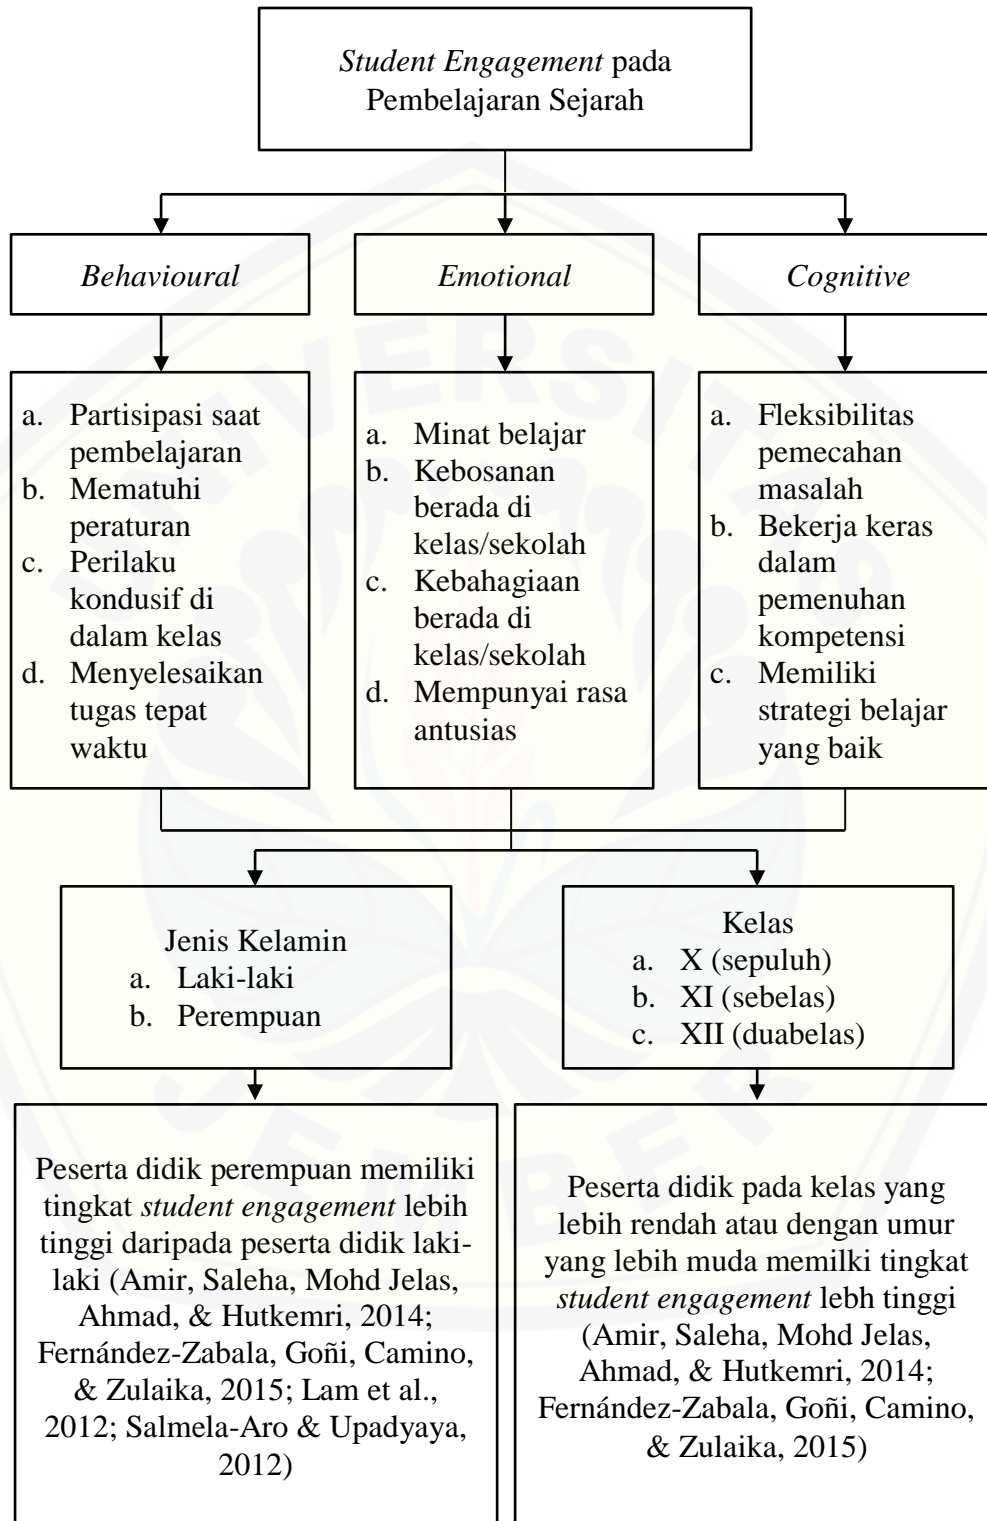 Student Engagement pada
Pembelajaran Sejarah
Behavioural
Emotional
Cognitive
a. Partisipasi saat
pembelajaran
b. Mematuhi
peraturan
c. Perilaku
kondusif di
dalam kelas
d. Menyelesaikan
tugas tepat
waktu
a. Minat belajar
b. Kebosanan
berada di
kelas/sekolah
c. Kebahagiaan
berada di
kelas/sekolah
d. Mempunyai rasa
antusias
a. Fleksibilitas
pemecahan
masalah
b. Bekerja keras
dalam
pemenuhan
kompetensi
c. Memiliki
strategi belajar
yang baik
Jenis Kelamin
a. Laki-laki
b. Perempuan
Kelas
a. X (sepuluh)
b. XI (sebelas)
c. XII (duabelas)
Peserta didik perempuan memiliki
tingkat student engagement lebih
tinggi daripada peserta didik laki-
laki (Amir, Saleha, Mohd Jelas,
Ahmad, & Hutkemri, 2014;
Fernández-Zabala, Goñi, Camino,
& Zulaika, 2015; Lam et al.,
2012; Salmela-Aro & Upadyaya,
2012)
Peserta didik pada kelas yang
lebih rendah atau dengan umur
yang lebih muda memilki tingkat
student engagement lebh tinggi
(Amir, Saleha, Mohd Jelas,
Ahmad, & Hutkemri, 2014;
Fernández-Zabala, Goñi, Camino,
& Zulaika, 2015)
UNIVERSITAS
JEMBER